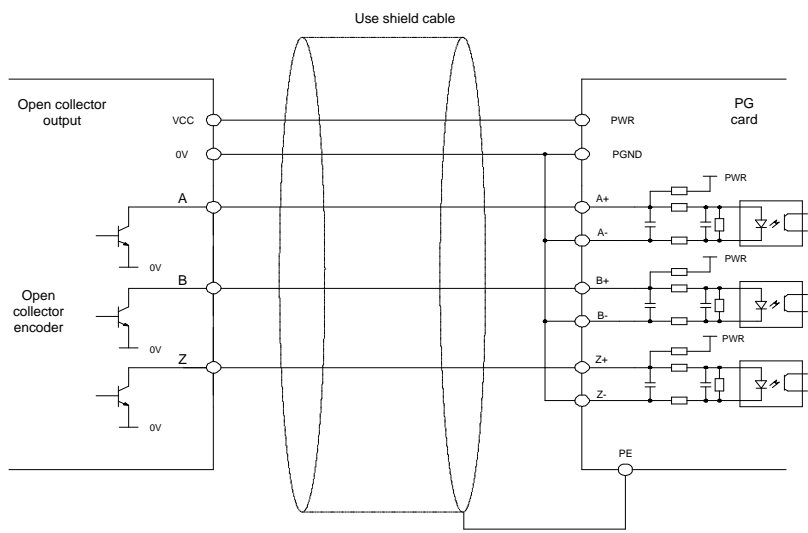 Use shield cable
Open collector
output
VCC
PWR
PG
card
0V
PGND
PWR
A
A+
A-
0V
PWR
B
B+
B-
Open
collector
encoder
0V
PWR
Z
Z+
Z-
0V
PE